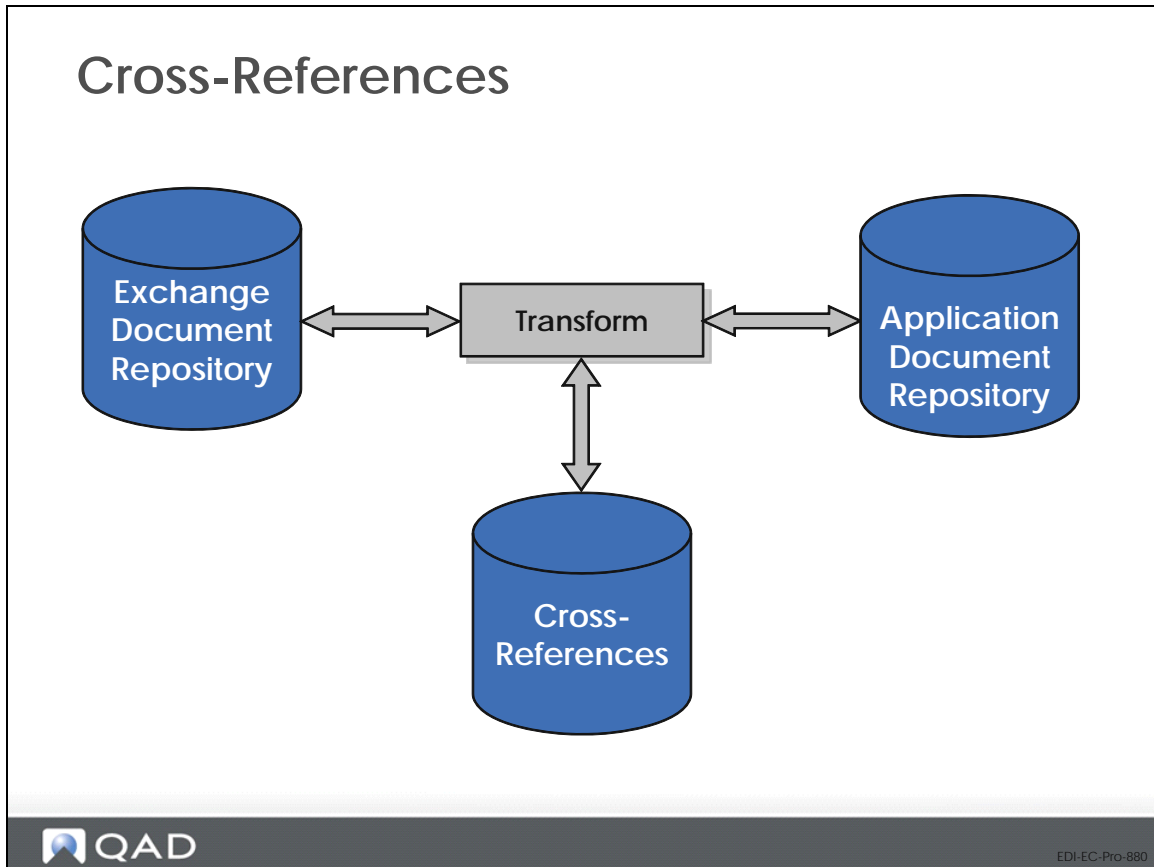 Cross-References
Exchange
Document
Repository
Transform
Application
Document
Repository
Cross-
References
QAD
EDI-EC-Pro-880